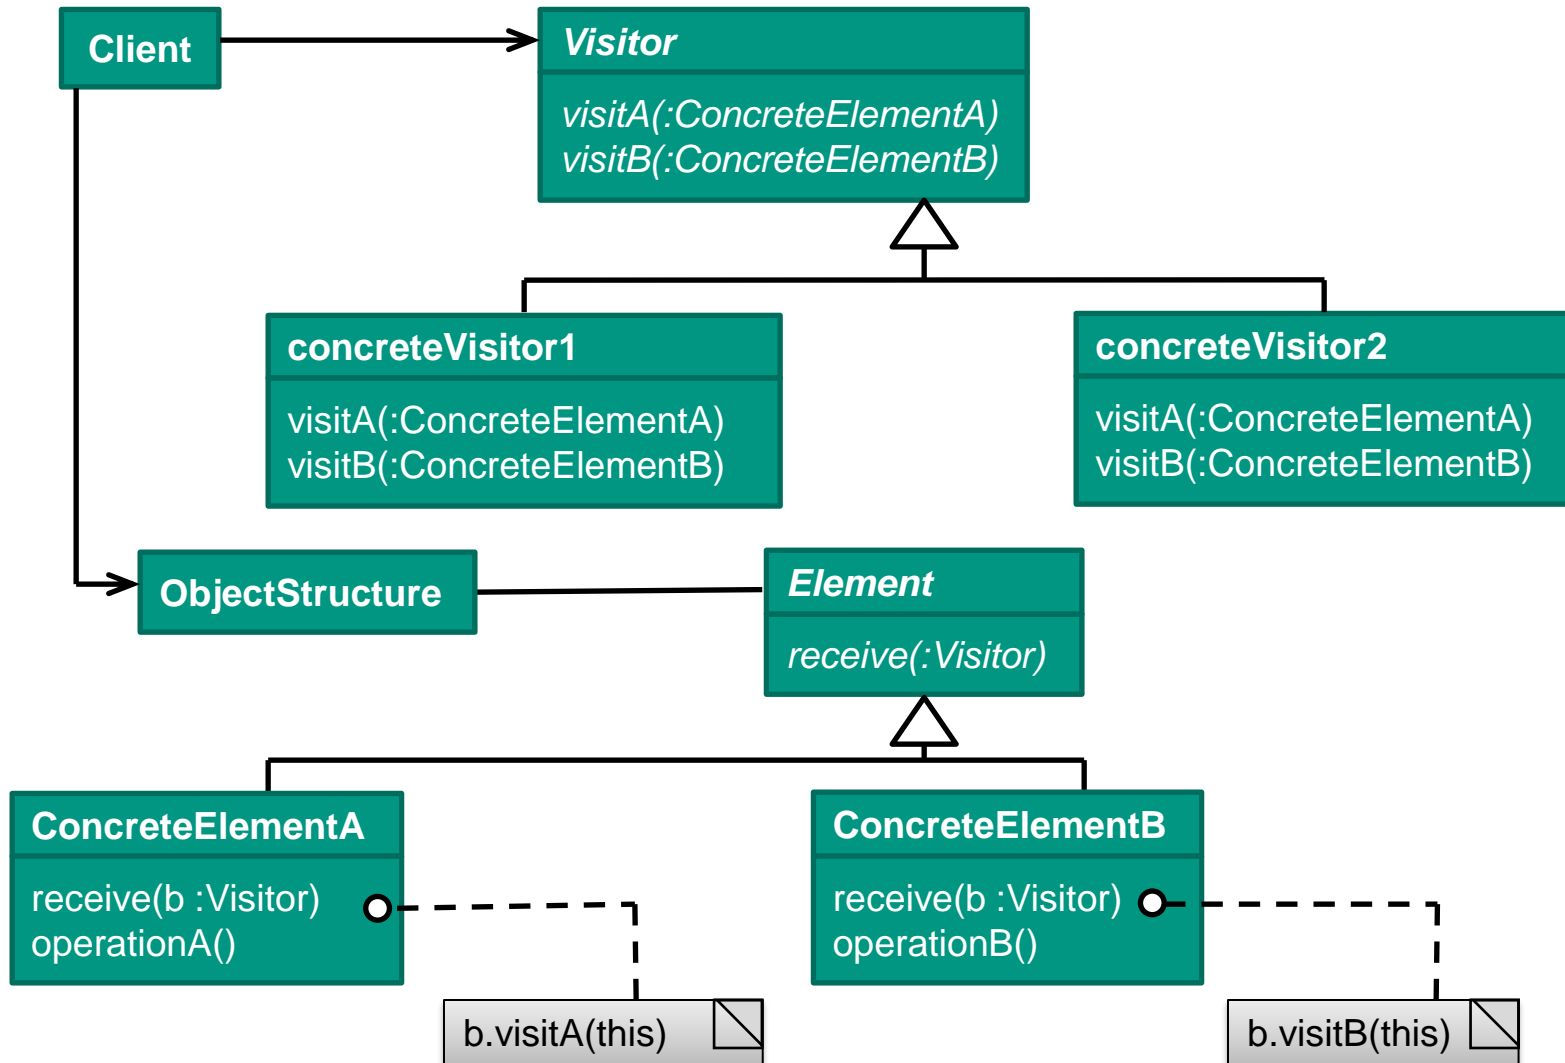 Client
Visitor
visitA(:ConcreteElementA)
visitB(:ConcreteElementB)
concreteVisitor1
visitA(:ConcreteElementA)
visitB(:ConcreteElementB)
concreteVisitor2
visitA(:ConcreteElementA)
visitB(:ConcreteElementB)
ObjectStructure
Element
receive(:Visitor)
ConcreteElementA
receive(b :Visitor)
operationA()
b.visitA(this)
ConcreteElementB
receive(b :Visitor)
operationB()
b.visitB(this)